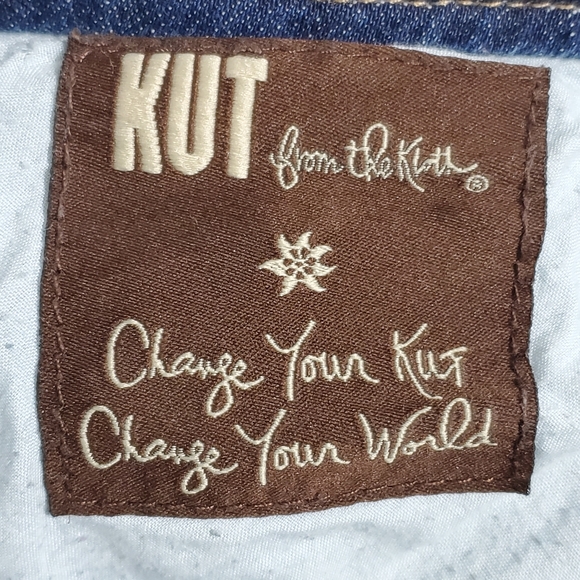 KUT from the Kloth®
Change Your Kut
Change Your World